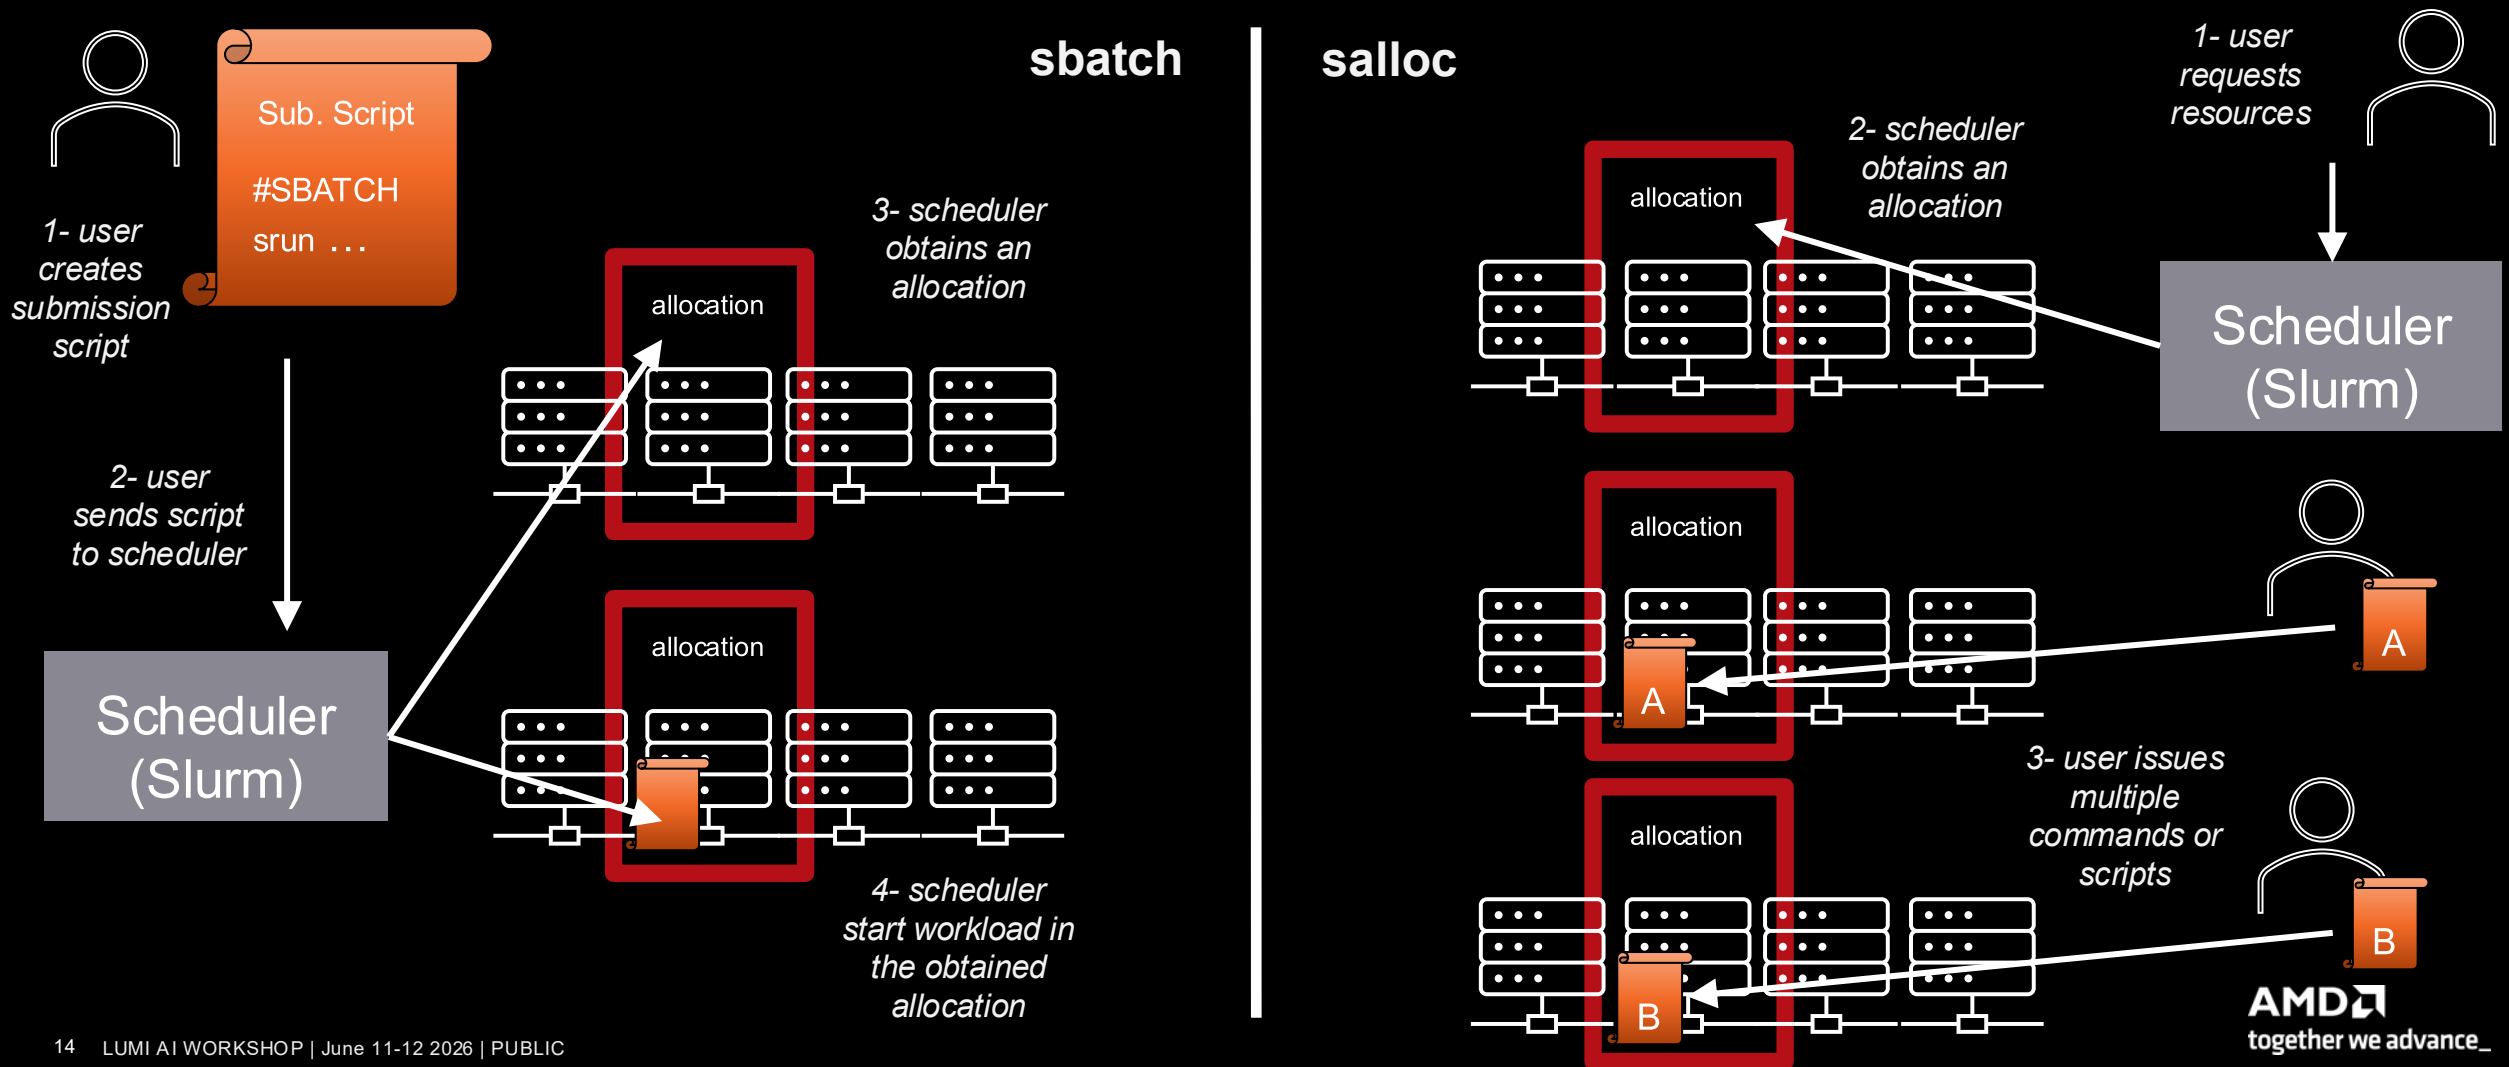 sbatch
Sub. Script
#SBATCH
srun ...
1- user
creates
submission
script
2- user
sends script
to scheduler
Scheduler
(Slurm)
3- scheduler
obtains an
allocation
allocation
allocation
4- scheduler
start workload in
the obtained
allocation
salloc
1- user
requests
resources
2- scheduler
obtains an
allocation
allocation
Scheduler
(Slurm)
allocation
A
A
3- user issues
multiple
commands or
scripts
allocation
B
B
14 LUMI AI WORKSHOP | June 11-12 2026 | PUBLIC
AMD
together we advance_